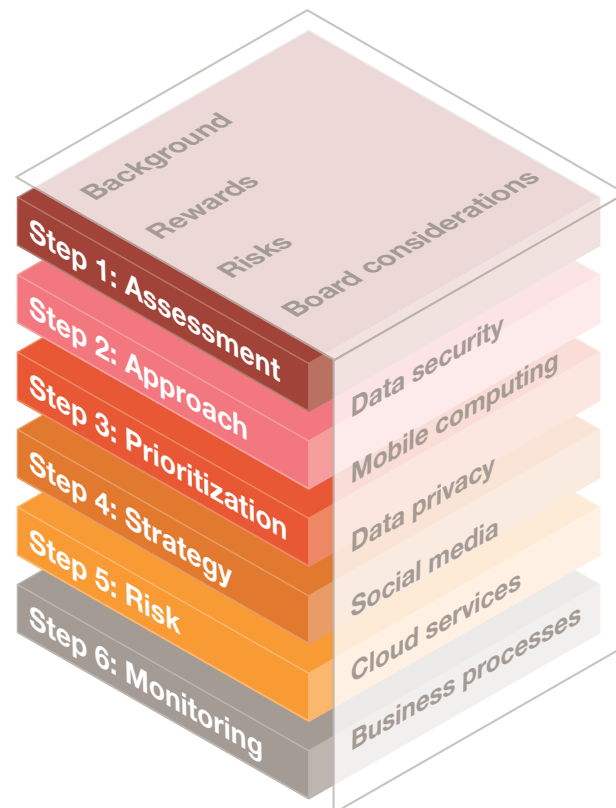 Background
Rewards
Risks
Board considerations
Step 1: Assessment
Step 2: Approach
Step 3: Prioritization
Step 4: Strategy
Step 5: Risk
Step 6: Monitoring
Data security
Mobile computing
Data privacy
Social media
Cloud services
Business processes